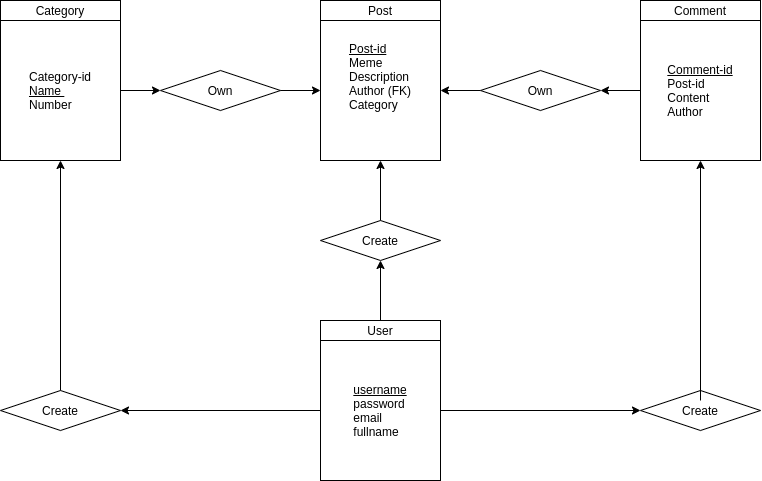 Category
Post
Comment
Category-id
Name
Number
Own
Post-id
Meme
Description
Author (FK)
Category
Own
Comment-id
Post-id
Content
Author
Create
User
username
password
email
fullname
Create
Create